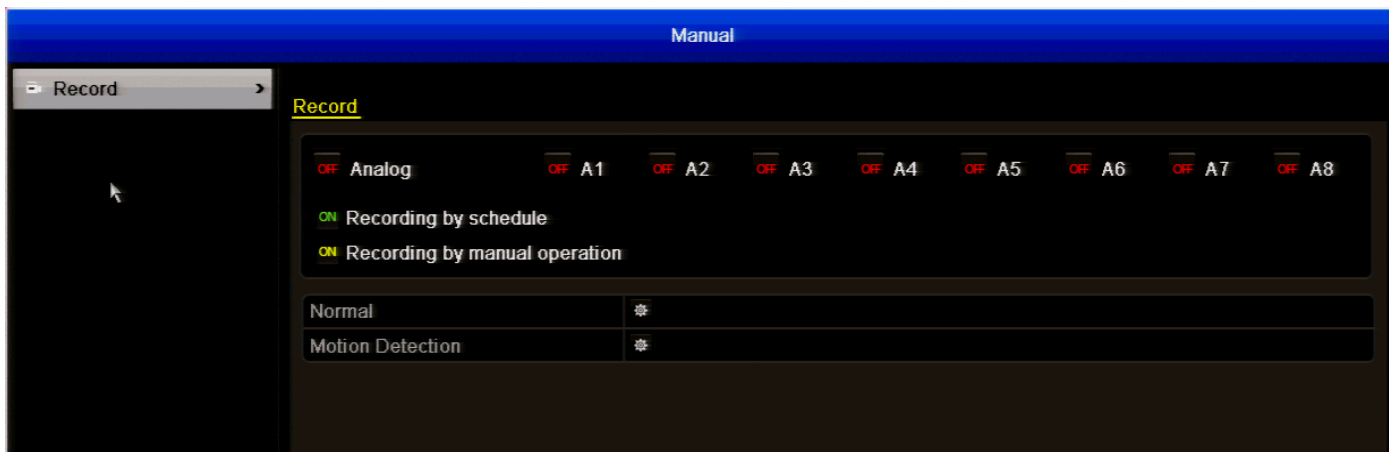 Manual
Record
Record
OFF Analog OFF A1 OFF A2 OFF A3 OFF A4 OFF A5 OFF A6 OFF A7 OFF A8
ON Recording by schedule
ON Recording by manual operation
Normal
Motion Detection